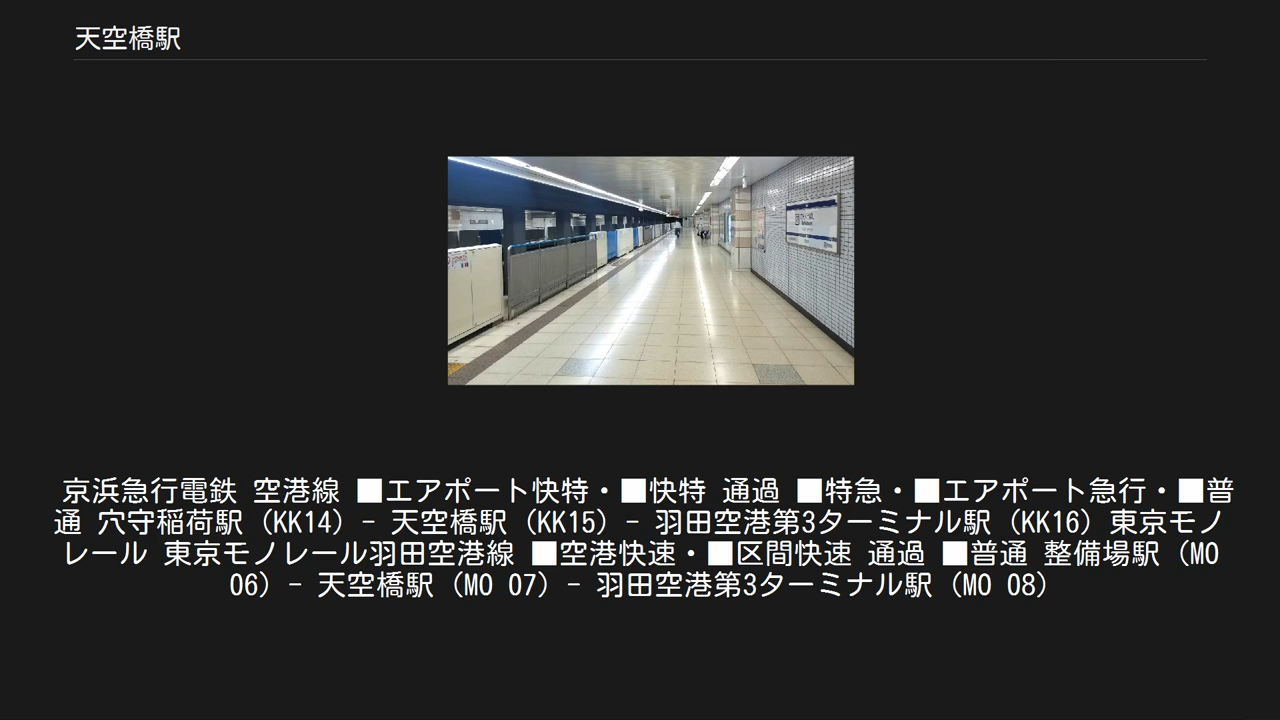 天空橋駅
京浜急行電鉄 空港線 ■エアポート快特・■快特 通過 ■特急・■エアポート急行・■普
通 穴守稲荷駅 (KK14) - 天空橋駅 (KK15) - 羽田空港第3ターミナル駅 (KK16) 東京モノ
レール 東京モノレール羽田空港線 ■空港快速・■区間快速 通過 ■普通 整備場駅 (MO
06) - 天空橋駅 (MO 07) - 羽田空港第3ターミナル駅 (MO 08)